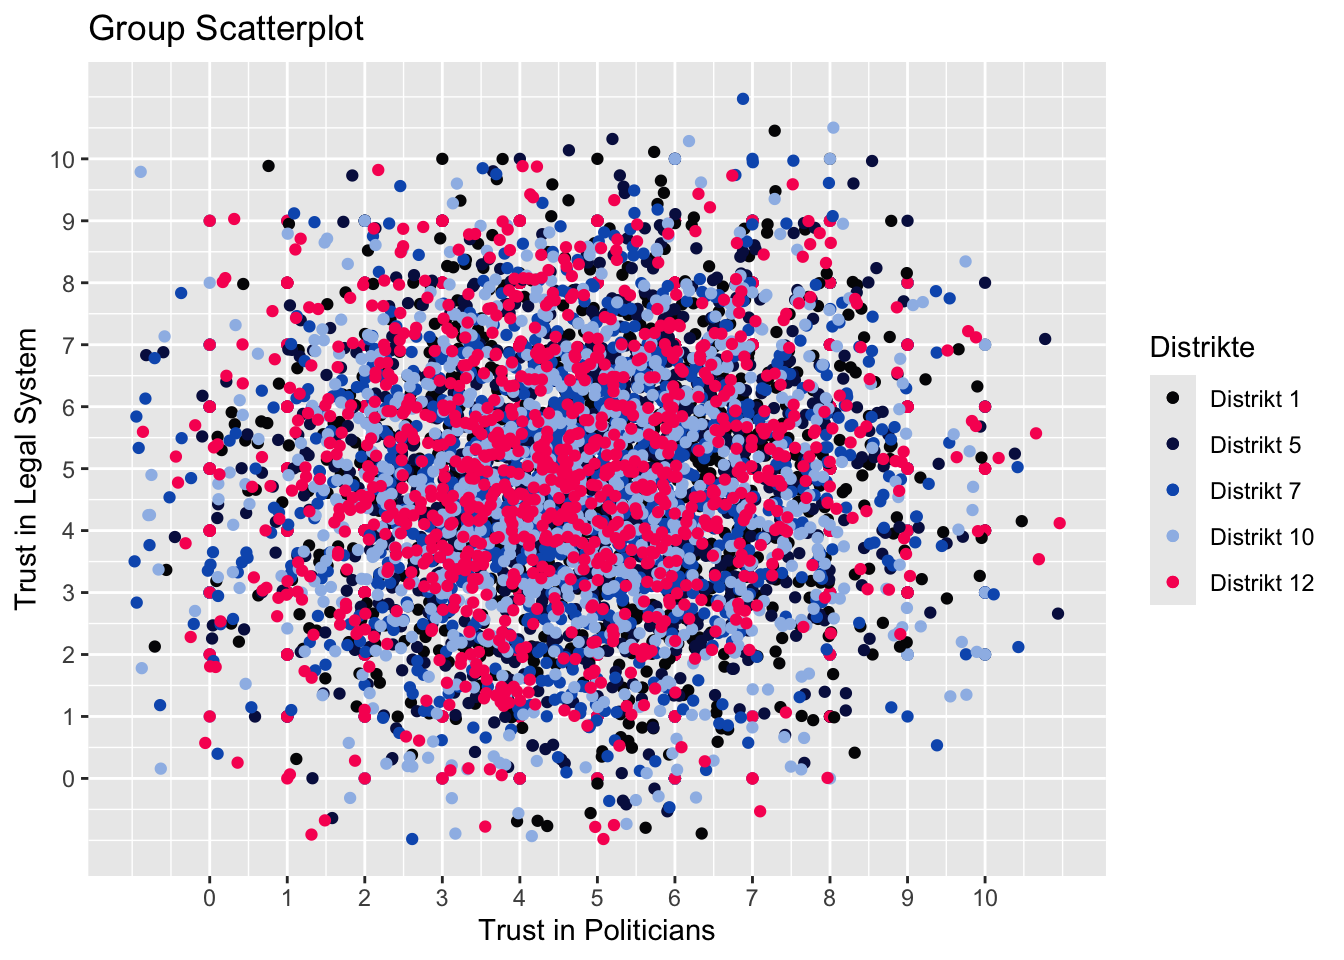 Group Scatterplot
Trust in Legal System
10
9
8
7
6
5
4
3
2
1
0
0 1 2 3 4 5 6 7 8 9 10
Trust in Politicians
Distrikte
Distrikt 1
Distrikt 5
Distrikt 7
Distrikt 10
Distrikt 12